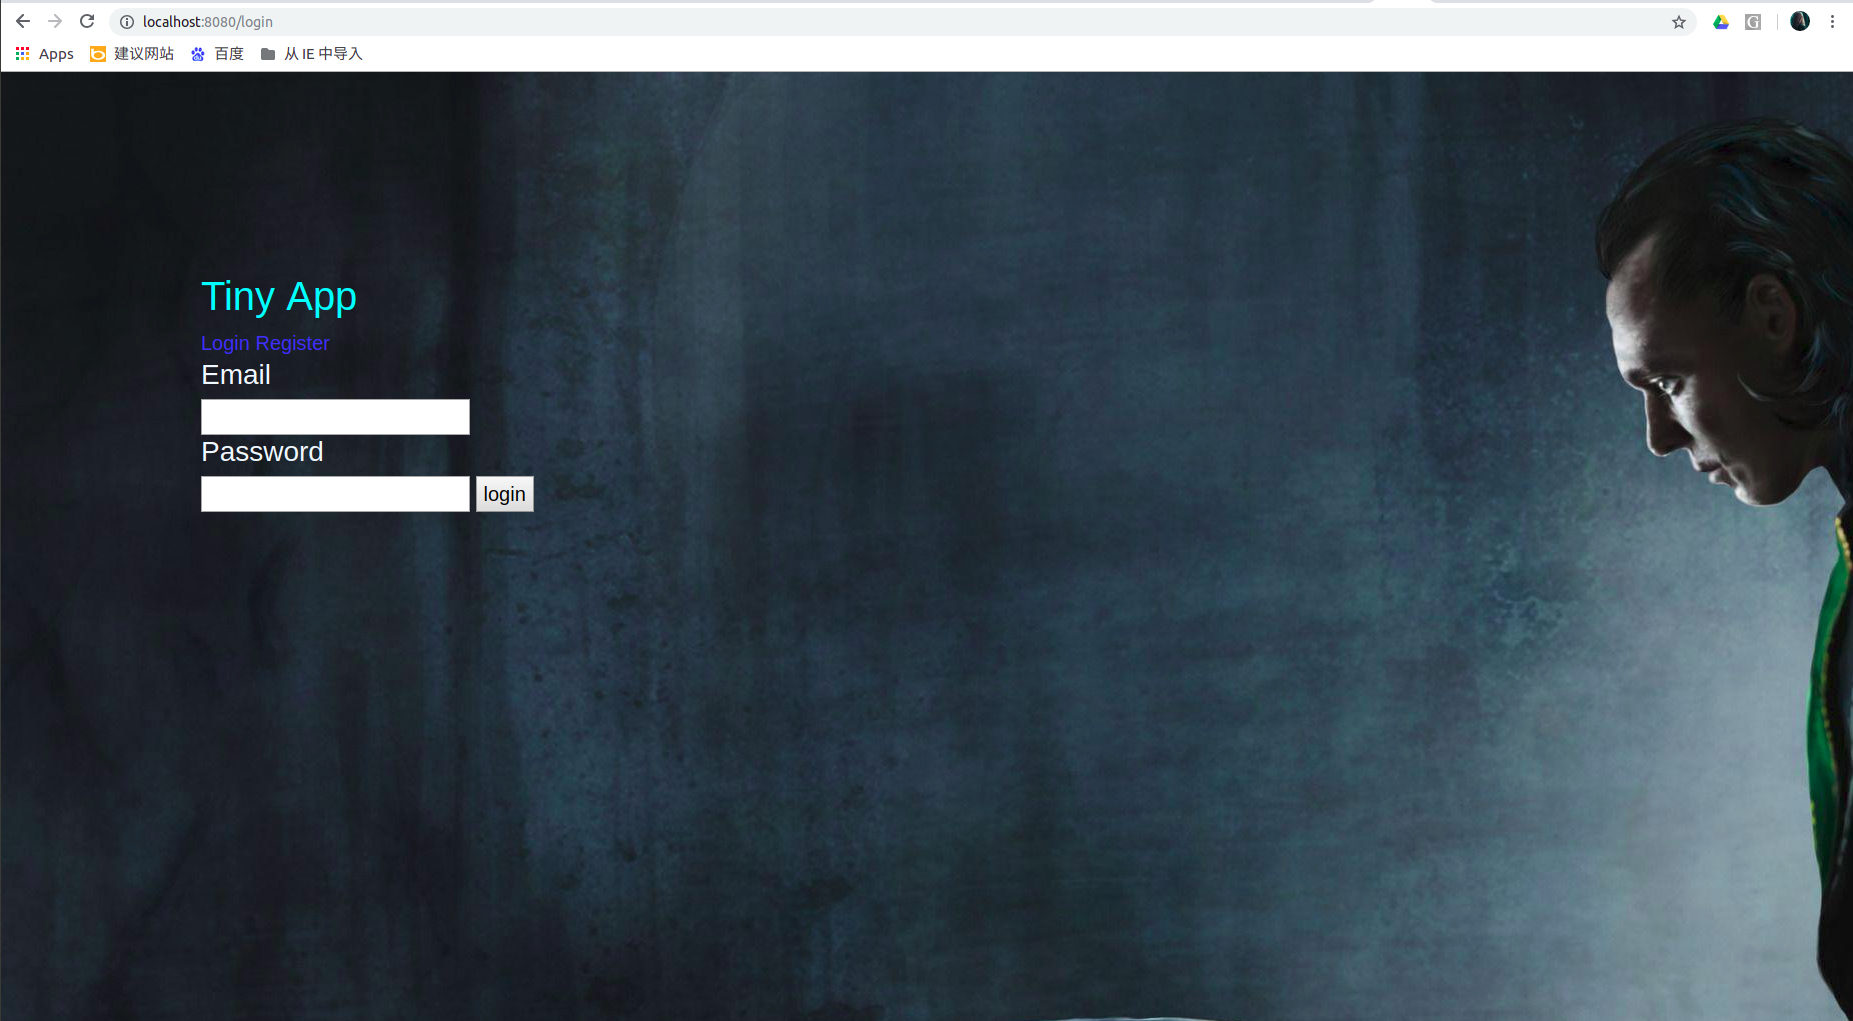 localhost:8080/login
Apps 建议网站 百度 从 IE 中导入
Tiny App
Login Register
Email
Password
login